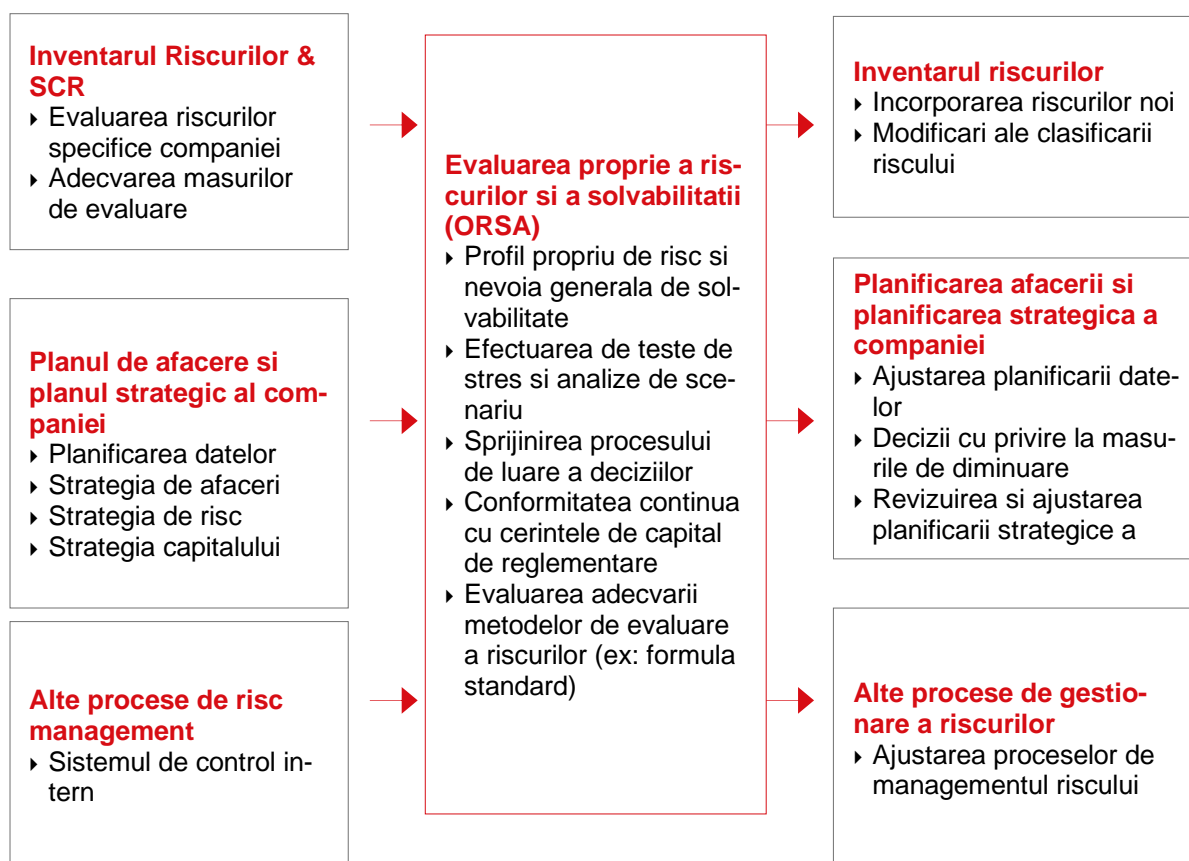 Inventarul Riscurilor &
SCR
Evaluarea riscurilor
specifice companiei
Adecvarea masurilor
de evaluare
Planul de afacere si
planul strategic al com-
paniei
Planificarea datelor
Strategia de afaceri
Strategia de risc
Strategia capitalului
Alte procese de risc
management
Sistemul de control in-
tern
Evaluarea proprie a ris-
curilor si a solvabilitatii
(ORSA)
Profil propriu de risc si
nevoia generala de sol-
vabilitate
Efectuarea de teste de
stres si analize de sce-
nariu
Sprijinirea procesului
de luare a deciziilor
Conformitatea continua
cu cerintele de capital
de reglementare
Evaluarea adecvarii
metodelor de evaluare
a riscurilor (ex: formula
standard)
Inventarul riscurilor
Incorporarea riscurilor noi
Modificari ale clasificarii
riscului
Planificarea afacerii si
planificarea strategica a
companiei
Ajustarea planificarii date-
lor
Decizii cu privire la masu-
rile de diminuare
Revizuirea si ajustarea
planificarii strategice a
Alte procese de gestio-
nare a riscurilor
Ajustarea proceselor de
managementul riscului